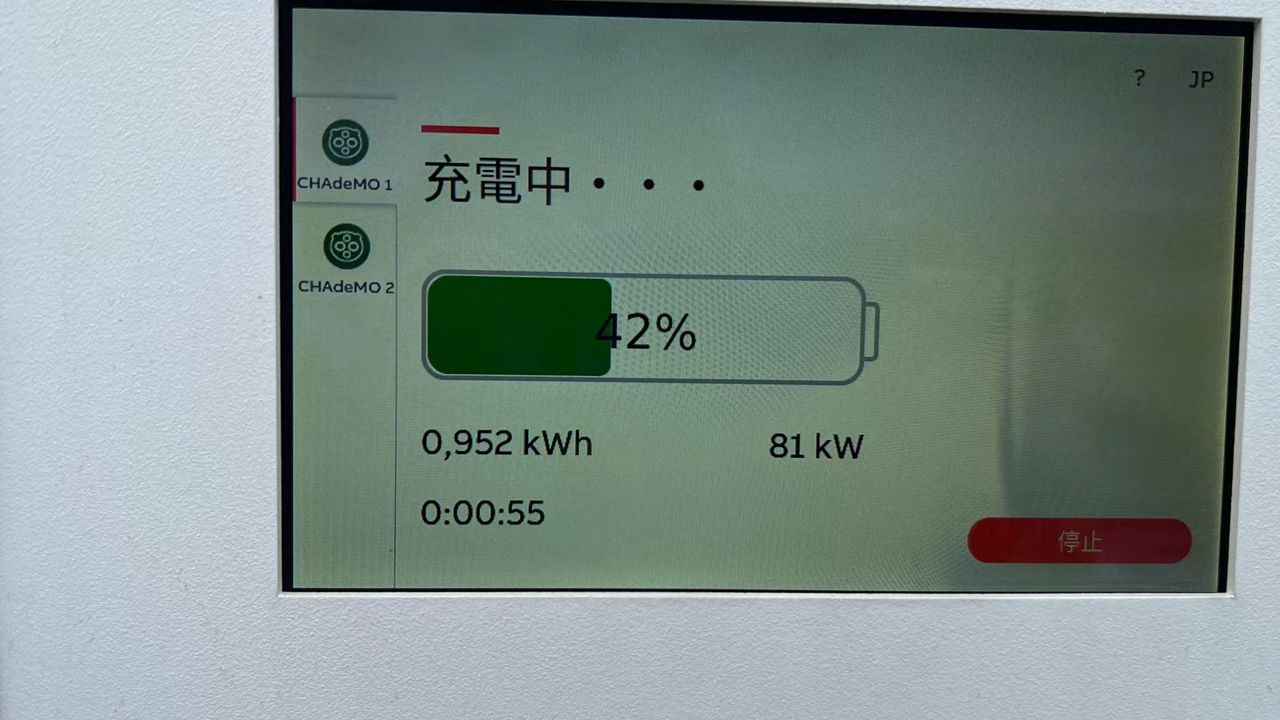 ? JP
CHAdeMO 1
CHAdeMO 2
充電中・・・
42%
0,952 kWh
81 kW
0:00:55
停止